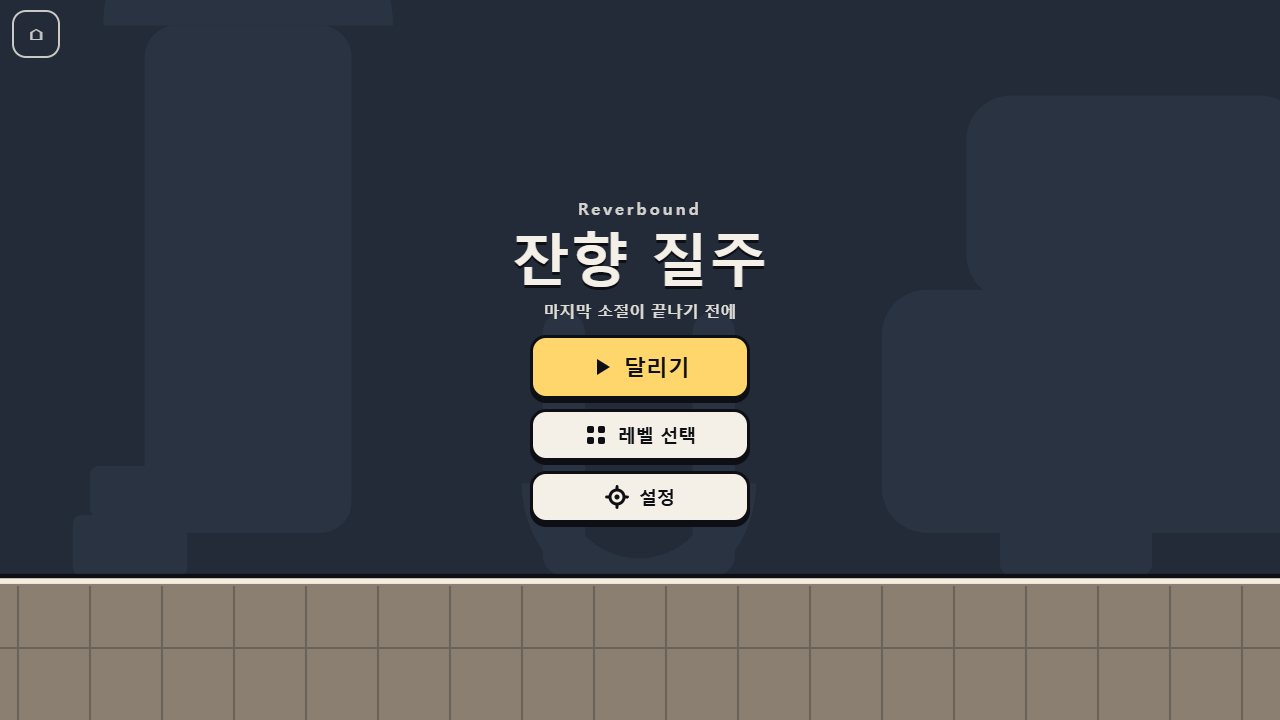 Reverbound
잔향 질주
마지막 소절이 끝나기 전에
달리기
레벨 선택
설정